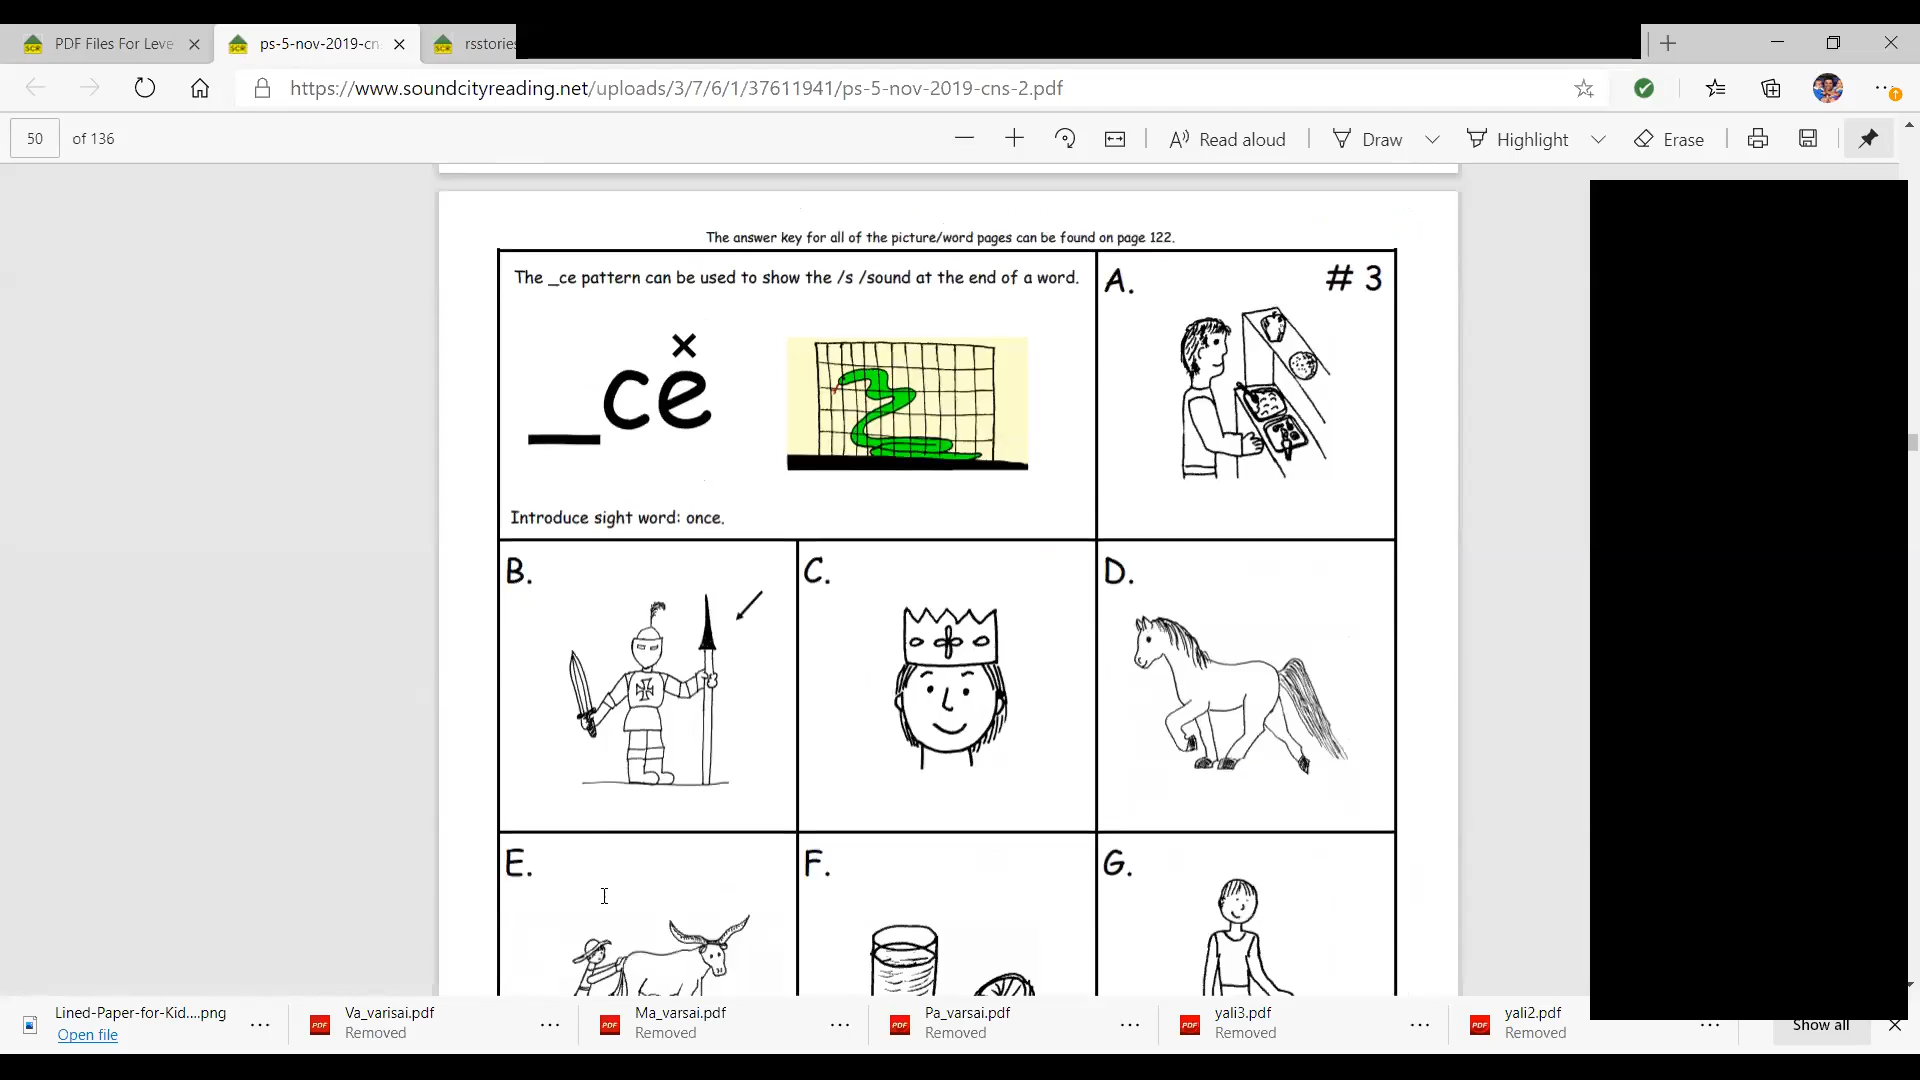 PDF Files For Leve
ps-5-nov-2019-cn
rsstories
https://www.soundcityreading.net/uploads/3/7/6/1/37611941/ps-5-nov-2019-cns-2.pdf
50 of 136
Read aloud
Draw
Highlight
Erase
The answer key for all of the picture/word pages can be found on page 122.
The _ce pattern can be used to show the /s /sound at the end of a word.
A. # 3
x
_ce
Introduce sight word: once.
B. C. D.
E. F. G.
Lined-Paper-for-Kid....png
Open file
Va_varisai.pdf
Removed
Ma_varsai.pdf
Removed
Pa_varsai.pdf
Removed
yali3.pdf
Removed
yali2.pdf
Removed
Show all